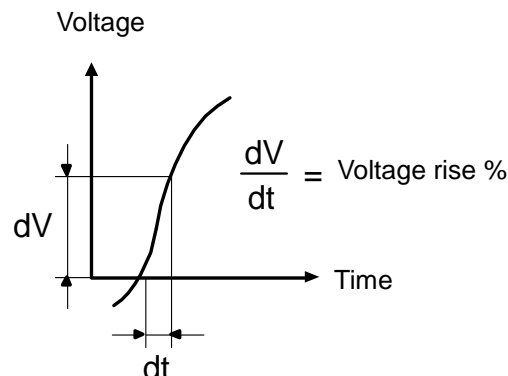 Voltage
dV
dt
= Voltage rise %
dV
Time
dt